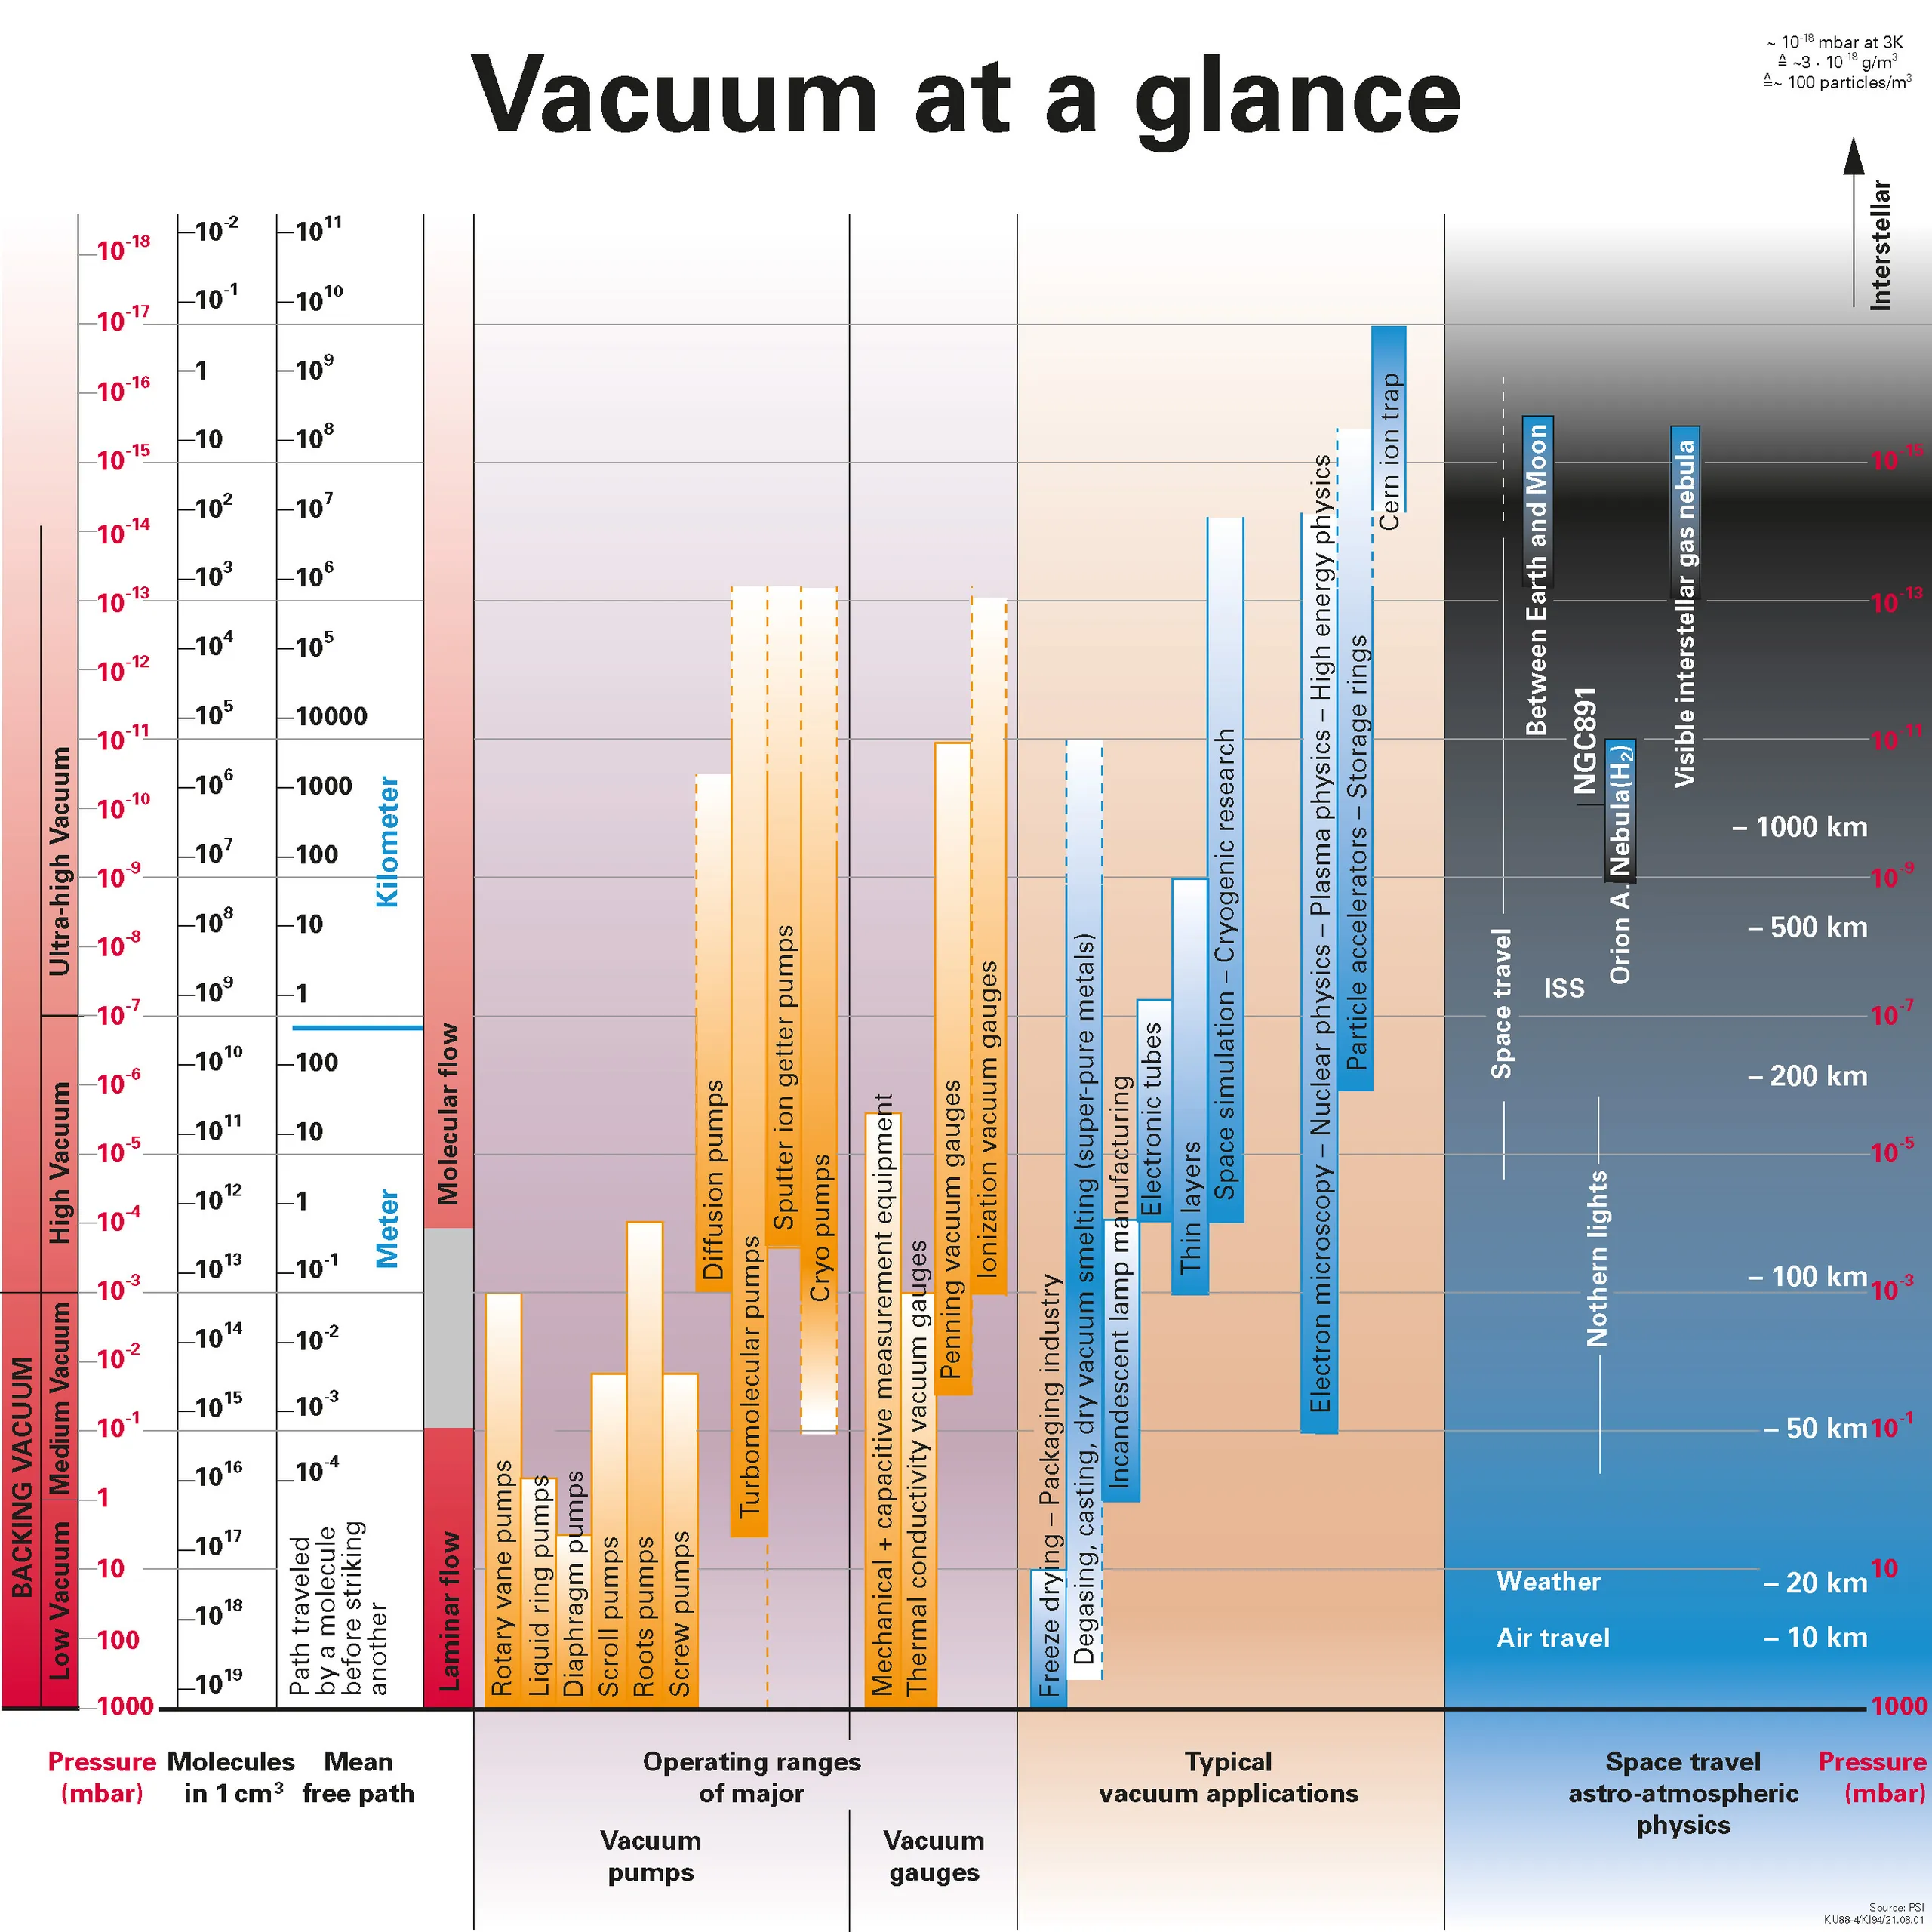 Vacuum at a glance
~ 10⁻¹⁸ mbar at 3K
≙ ~3 · 10⁻¹⁸ g/m³
≙~ 100 particles/m³
Interstellar
BACKING VACUUM
Low Vacuum
Medium Vacuum
High Vacuum
Ultra-high Vacuum
10⁻¹⁸
10⁻¹⁷
10⁻¹⁶
10⁻¹⁵
10⁻¹⁴
10⁻¹³
10⁻¹²
10⁻¹¹
10⁻¹⁰
10⁻⁹
10⁻⁸
10⁻⁷
10⁻⁶
10⁻⁵
10⁻⁴
10⁻³
10⁻²
10⁻¹
1
10
100
1000
10⁻²
10⁻¹
1
10
10²
10³
10⁴
10⁵
10⁶
10⁷
10⁸
10⁹
10¹⁰
10¹¹
10¹²
10¹³
10¹⁴
10¹⁵
10¹⁶
10¹⁷
10¹⁸
10¹⁹
10¹¹
10¹⁰
10⁹
10⁸
10⁷
10⁶
10⁵
10000
1000
100
10
1
100
10
1
10⁻¹
10⁻²
10⁻³
10⁻⁴
Kilometer
Meter
Path traveled
by a molecule
before striking
another
Molecular flow
Laminar flow
Rotary vane pumps
Liquid ring pumps
Diaphragm pumps
Scroll pumps
Roots pumps
Screw pumps
Diffusion pumps
Turbomolecular pumps
Sputter ion getter pumps
Cryo pumps
Mechanical + capacitive measurement equipment
Thermal conductivity vacuum gauges
Penning vacuum gauges
Ionization vacuum gauges
Freeze drying – Packaging industry
Degasing, casting, dry vacuum smelting (super-pure metals)
Incandescent lamp manufacturing
Electronic tubes
Thin layers
Space simulation – Cryogenic research
Electron microscopy – Nuclear physics – Plasma physics – High energy physics
Particle accelerators – Storage rings
Cern ion trap
Space travel
Between Earth and Moon
ISS
NGC891
Orion A. Nebula(H₂)
Visible interstellar gas nebula
Nothern lights
Weather
Air travel
– 1000 km
– 500 km
– 200 km
– 100 km
– 50 km
– 20 km
– 10 km
10⁻¹⁵
10⁻¹³
10⁻¹¹
10⁻⁹
10⁻⁷
10⁻⁵
10⁻³
10⁻¹
10
1000
Pressure
(mbar)
Molecules
in 1 cm³
Mean
free path
Operating ranges
of major
Vacuum
pumps
Vacuum
gauges
Typical
vacuum applications
Space travel
astro-atmospheric
physics
Pressure
(mbar)
Source: PSI
KU88-4/KI94/21.08.01